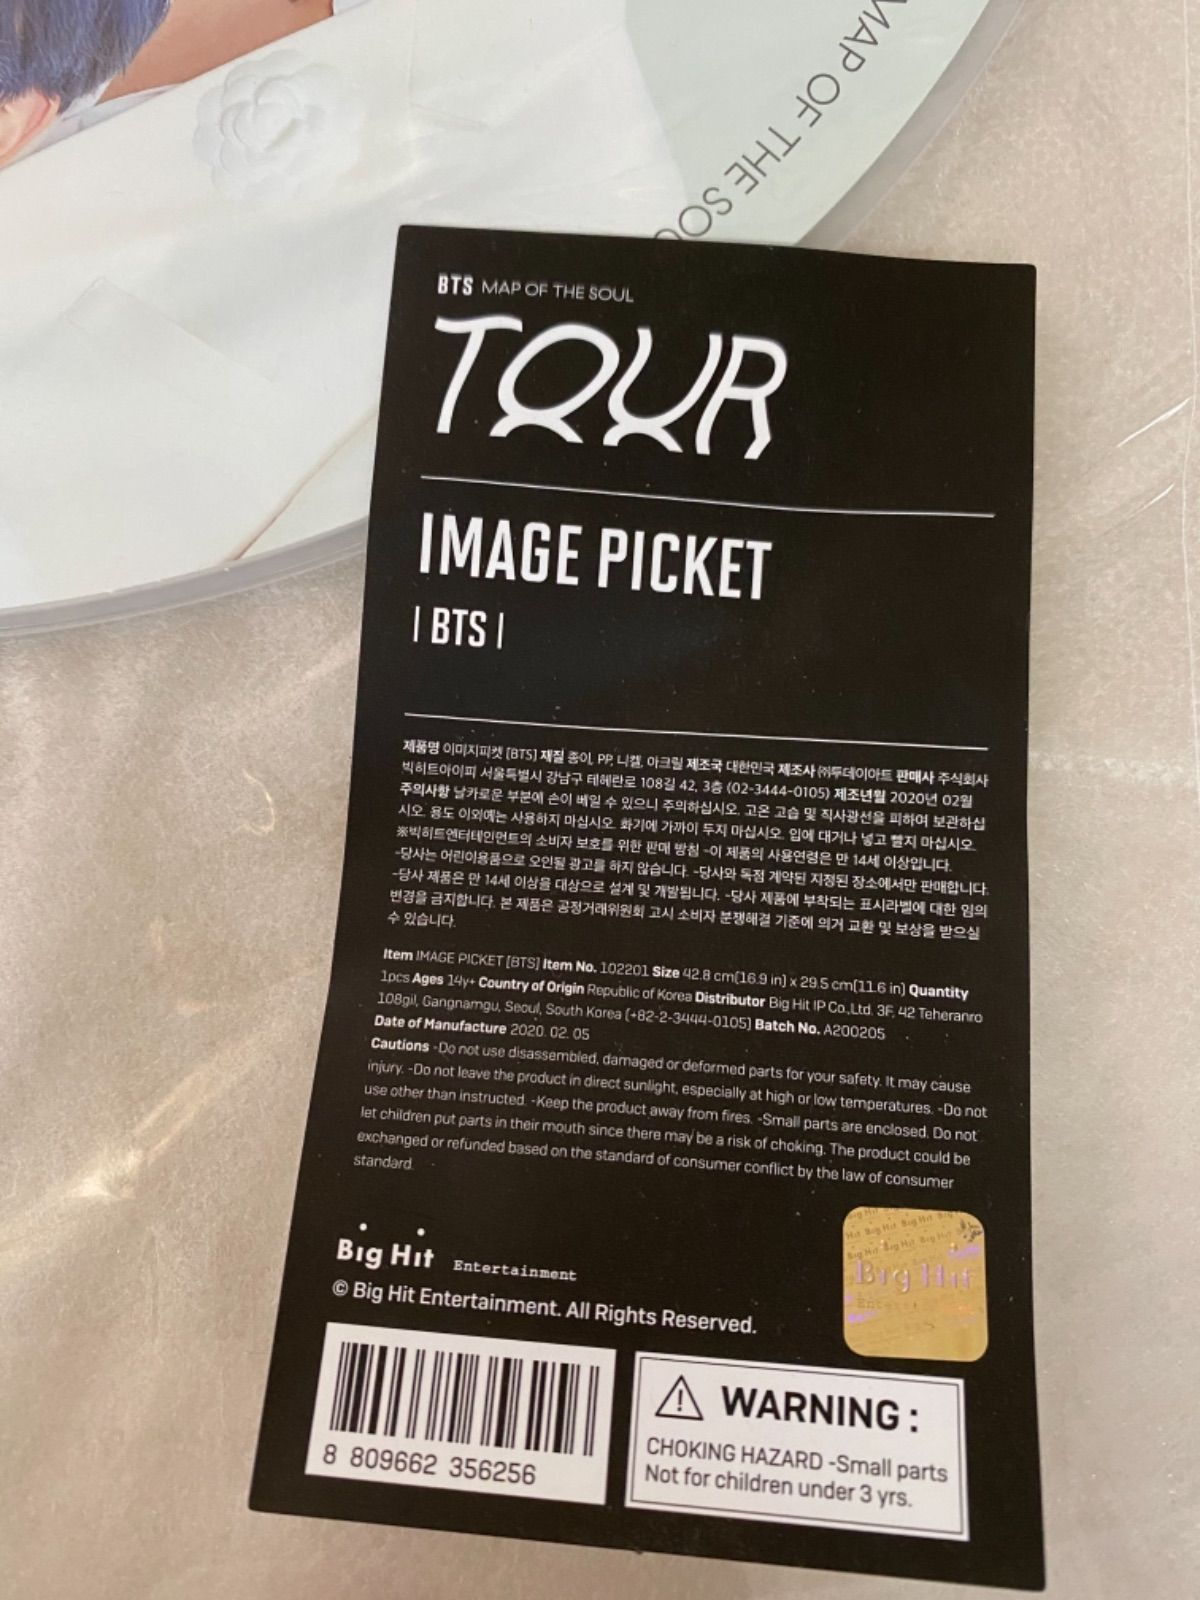 MAP OF THE SOU
BTS MAP OF THE SOUL
TOUR
IMAGE PICKET
| BTS |
제품명 이미지피켓 [BTS] 재질 종이, PP, 니켈, 아크릴 제조국 대한민국 제조사 ㈜투데이아트 판매사 주식회사
빅히트아이피 서울특별시 강남구 테헤란로 108길 42, 3층 (02-3444-0105) 제조년월 2020년 02월
주의사항 날카로운 부분에 손이 베일 수 있으니 주의하십시오. 고온 고습 및 직사광선을 피하여 보관하십
시오. 용도 이외에는 사용하지 마십시오. 화기에 가까이 두지 마십시오. 입에 대거나 넣고 빨지 마십시오.
※빅히트엔터테인먼트의 소비자 보호를 위한 판매 방침 -이 제품의 사용연령은 만 14세 이상입니다.
-당사는 어린이용품으로 오인될 광고를 하지 않습니다. -당사와 독점 계약된 지정된 장소에서만 판매합니다.
-당사 제품은 만 14세 이상을 대상으로 설계 및 개발됩니다. -당사 제품에 부착되는 표시라벨에 대한 임의
변경을 금지합니다. 본 제품은 공정거래위원회 고시 소비자 분쟁해결 기준에 의거 교환 및 보상을 받으실
수 있습니다.
Item IMAGE PICKET [BTS] Item No. 102201 Size 42.8 cm(16.9 in) x 29.5 cm(11.6 in) Quantity
1pcs Ages 14y+ Country of Origin Republic of Korea Distributor Big Hit IP Co.,Ltd. 3F, 42 Teheranro
108gil, Gangnamgu, Seoul, South Korea (+82-2-3444-0105) Batch No. A200205
Date of Manufacture 2020. 02. 05
Cautions -Do not use disassembled, damaged or deformed parts for your safety. It may cause
injury. -Do not leave the product in direct sunlight, especially at high or low temperatures. -Do not
use other than instructed. -Keep the product away from fires. -Small parts are enclosed. Do not
let children put parts in their mouth since there may be a risk of choking. The product could be
exchanged or refunded based on the standard of consumer conflict by the law of consumer
standard.
Big Hit Entertainment
© Big Hit Entertainment. All Rights Reserved.
Big Hit
8 809662 356256
WARNING :
CHOKING HAZARD -Small parts
Not for children under 3 yrs.